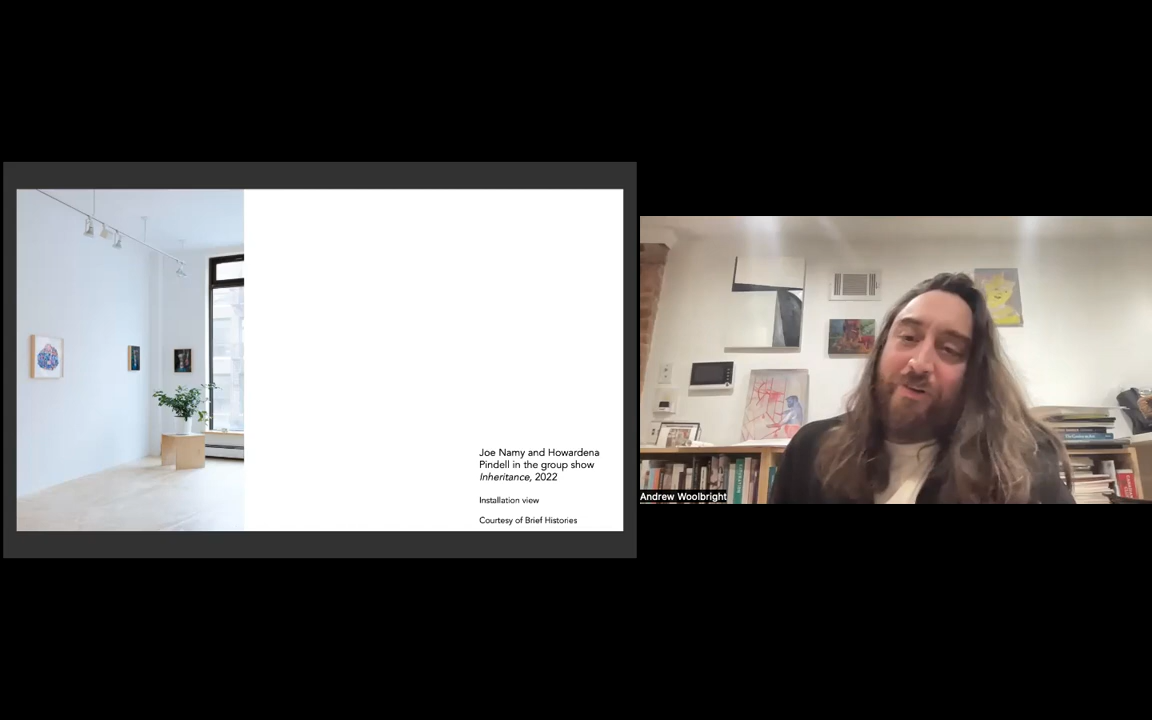 Joe Namy and Howardena
Pindell in the group show
Inheritance, 2022
Installation view
Courtesy of Brief Histories
Andrew Woolbright